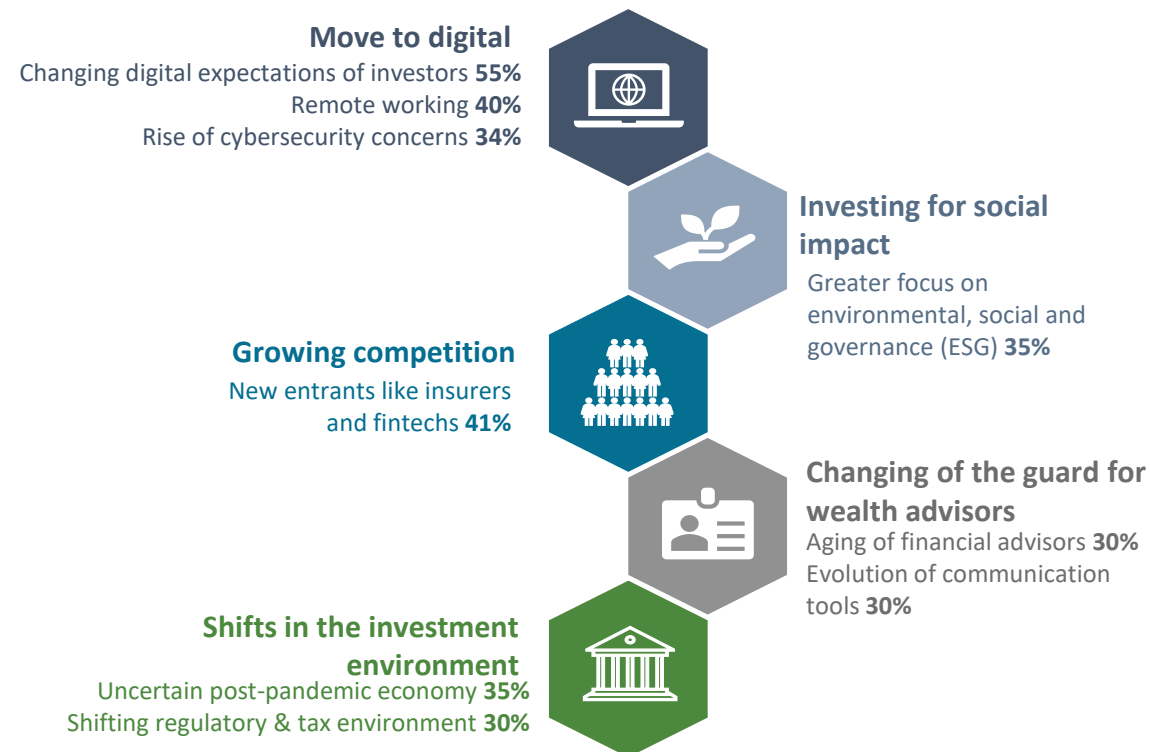 Move to digital
Changing digital expectations of investors 55%
Remote working 40%
Rise of cybersecurity concerns 34%
Investing for social
impact
Greater focus on
environmental, social and
governance (ESG) 35%
Growing competition
New entrants like insurers
and fintechs 41%
Changing of the guard for
wealth advisors
Aging of financial advisors 30%
Evolution of communication
tools 30%
Shifts in the investment
environment
Uncertain post-pandemic economy 35%
Shifting regulatory & tax environment 30%